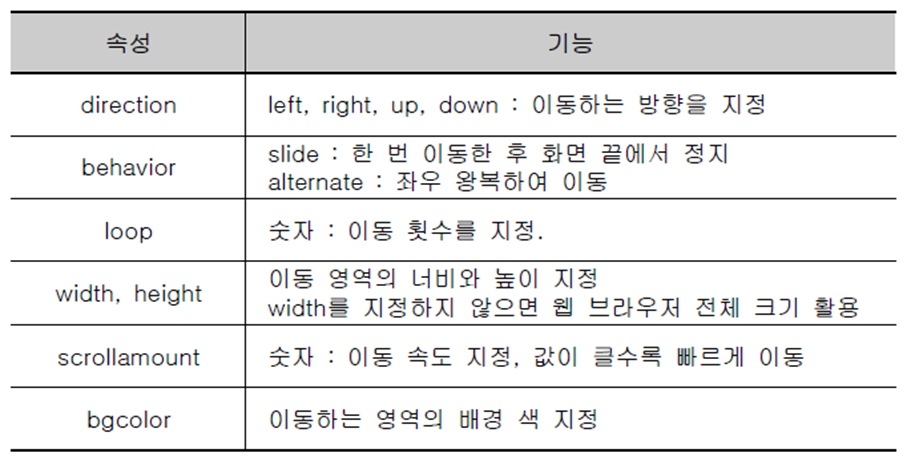 속성 기능
direction left, right, up, down : 이동하는 방향을 지정
behavior slide : 한 번 이동한 후 화면 끝에서 정지
alternate : 좌우 왕복하여 이동
loop 숫자 : 이동 횟수를 지정.
width, height 이동 영역의 너비와 높이 지정
width를 지정하지 않으면 웹 브라우저 전체 크기 활용
scrollamount 숫자 : 이동 속도 지정, 값이 클수록 빠르게 이동
bgcolor 이동하는 영역의 배경 색 지정